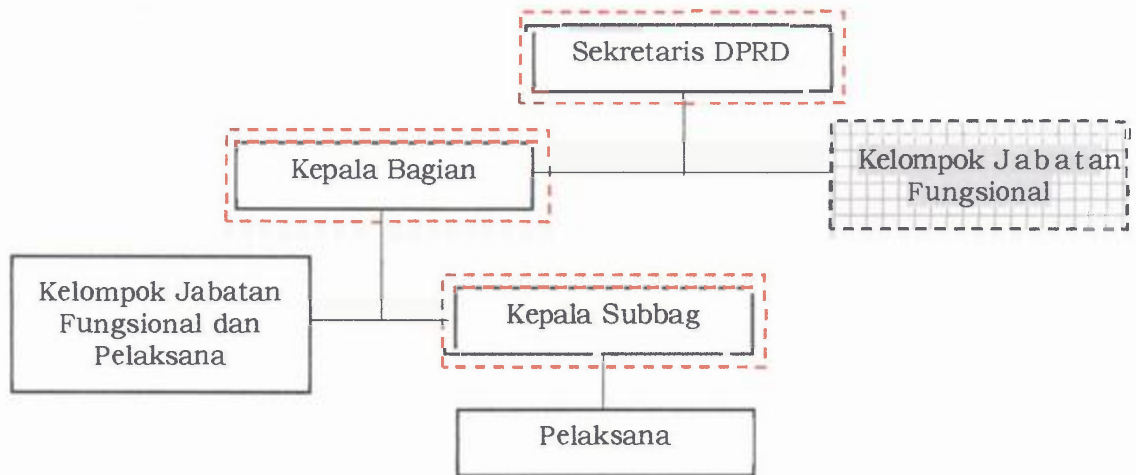 Sekretaris DPRD
Kepala Bagian
Kelompok Jabatan
Fungsional
Kelompok Jabatan
Fungsional dan
Pelaksana
Kepala Subbag
Pelaksana